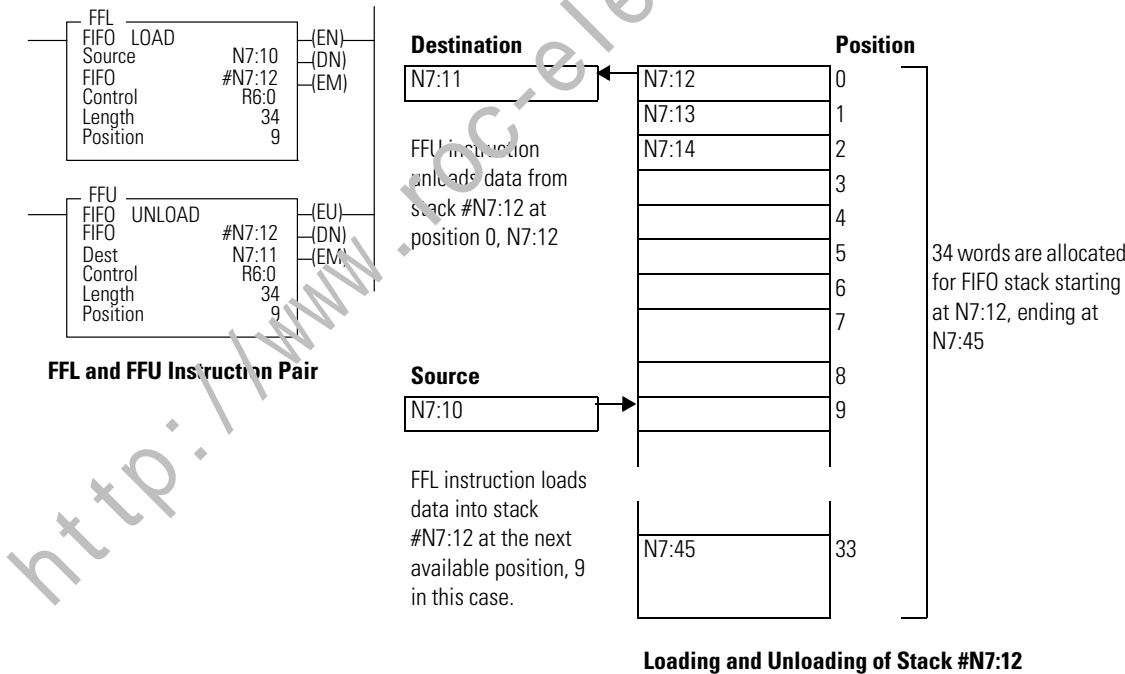 FFL
FIFO LOAD
Source N7:10
FIFO #N7:12
Control R6:0
Length 34
Position 9
(EN)
(DN)
(EM)
FFU
FIFO UNLOAD
FIFO #N7:12
Dest N7:11
Control R6:0
Length 34
Position 9
(EU)
(DN)
(EM)
FFL and FFU Instruction Pair
Destination
N7:11
FFU instruction
unloads data from
stack #N7:12 at
position 0, N7:12
Source
N7:10
FFL instruction loads
data into stack
#N7:12 at the next
available position, 9
in this case.
Position
N7:12 0
N7:13 1
N7:14 2
3
4
5
6
7
8
9
N7:45 33
34 words are allocated
for FIFO stack starting
at N7:12, ending at
N7:45
Loading and Unloading of Stack #N7:12
http://www.roc-ele